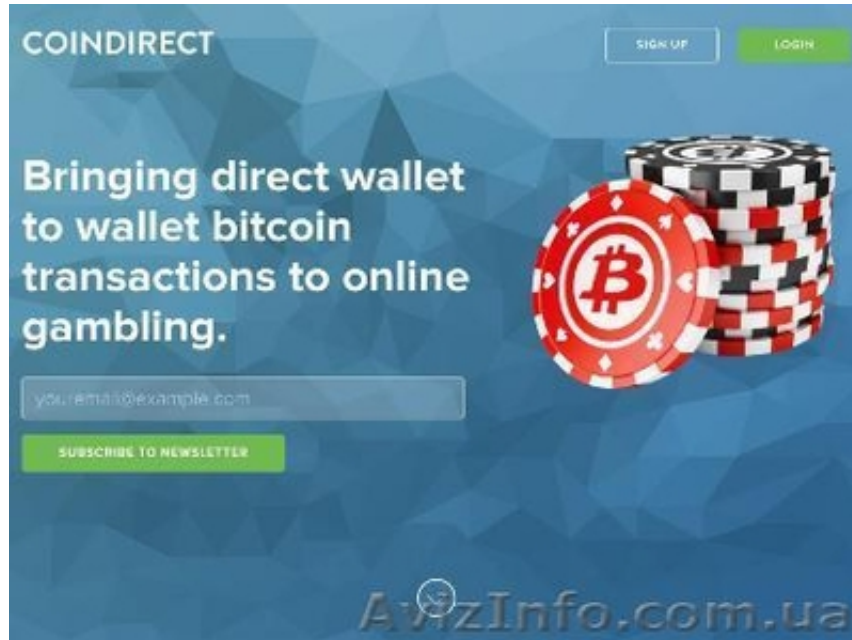 COINDIRECT
SIGN UP
LOGIN
Bringing direct wallet
to wallet bitcoin
transactions to online
gambling.
youremail@example.com
SUBSCRIBE TO NEWSLETTER
AvizInfo.com.ua